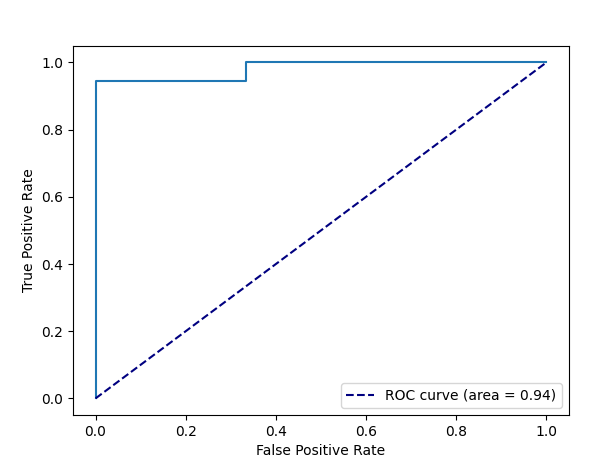 1.0
0.8
0.6
0.4
0.2
0.0
True Positive Rate
ROC curve (area = 0.94)
0.0 0.2 0.4 0.6 0.8 1.0
False Positive Rate